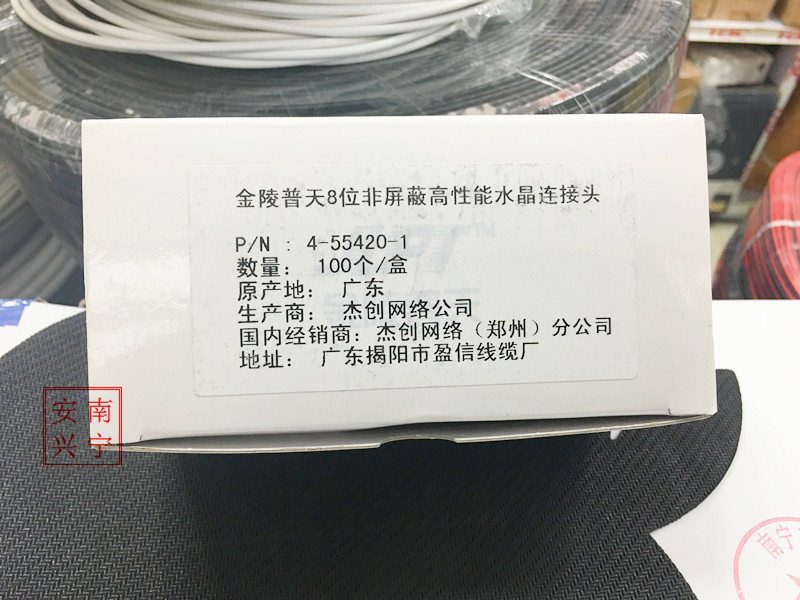 金陵普天8位非屏蔽高性能水晶连接头
P/N : 4-55420-1
数量： 100个/盒
原产地： 广东
生产商： 杰创网络公司
国内经销商：杰创网络（郑州）分公司
地址： 广东揭阳市盈信线缆厂
安南
兴宁